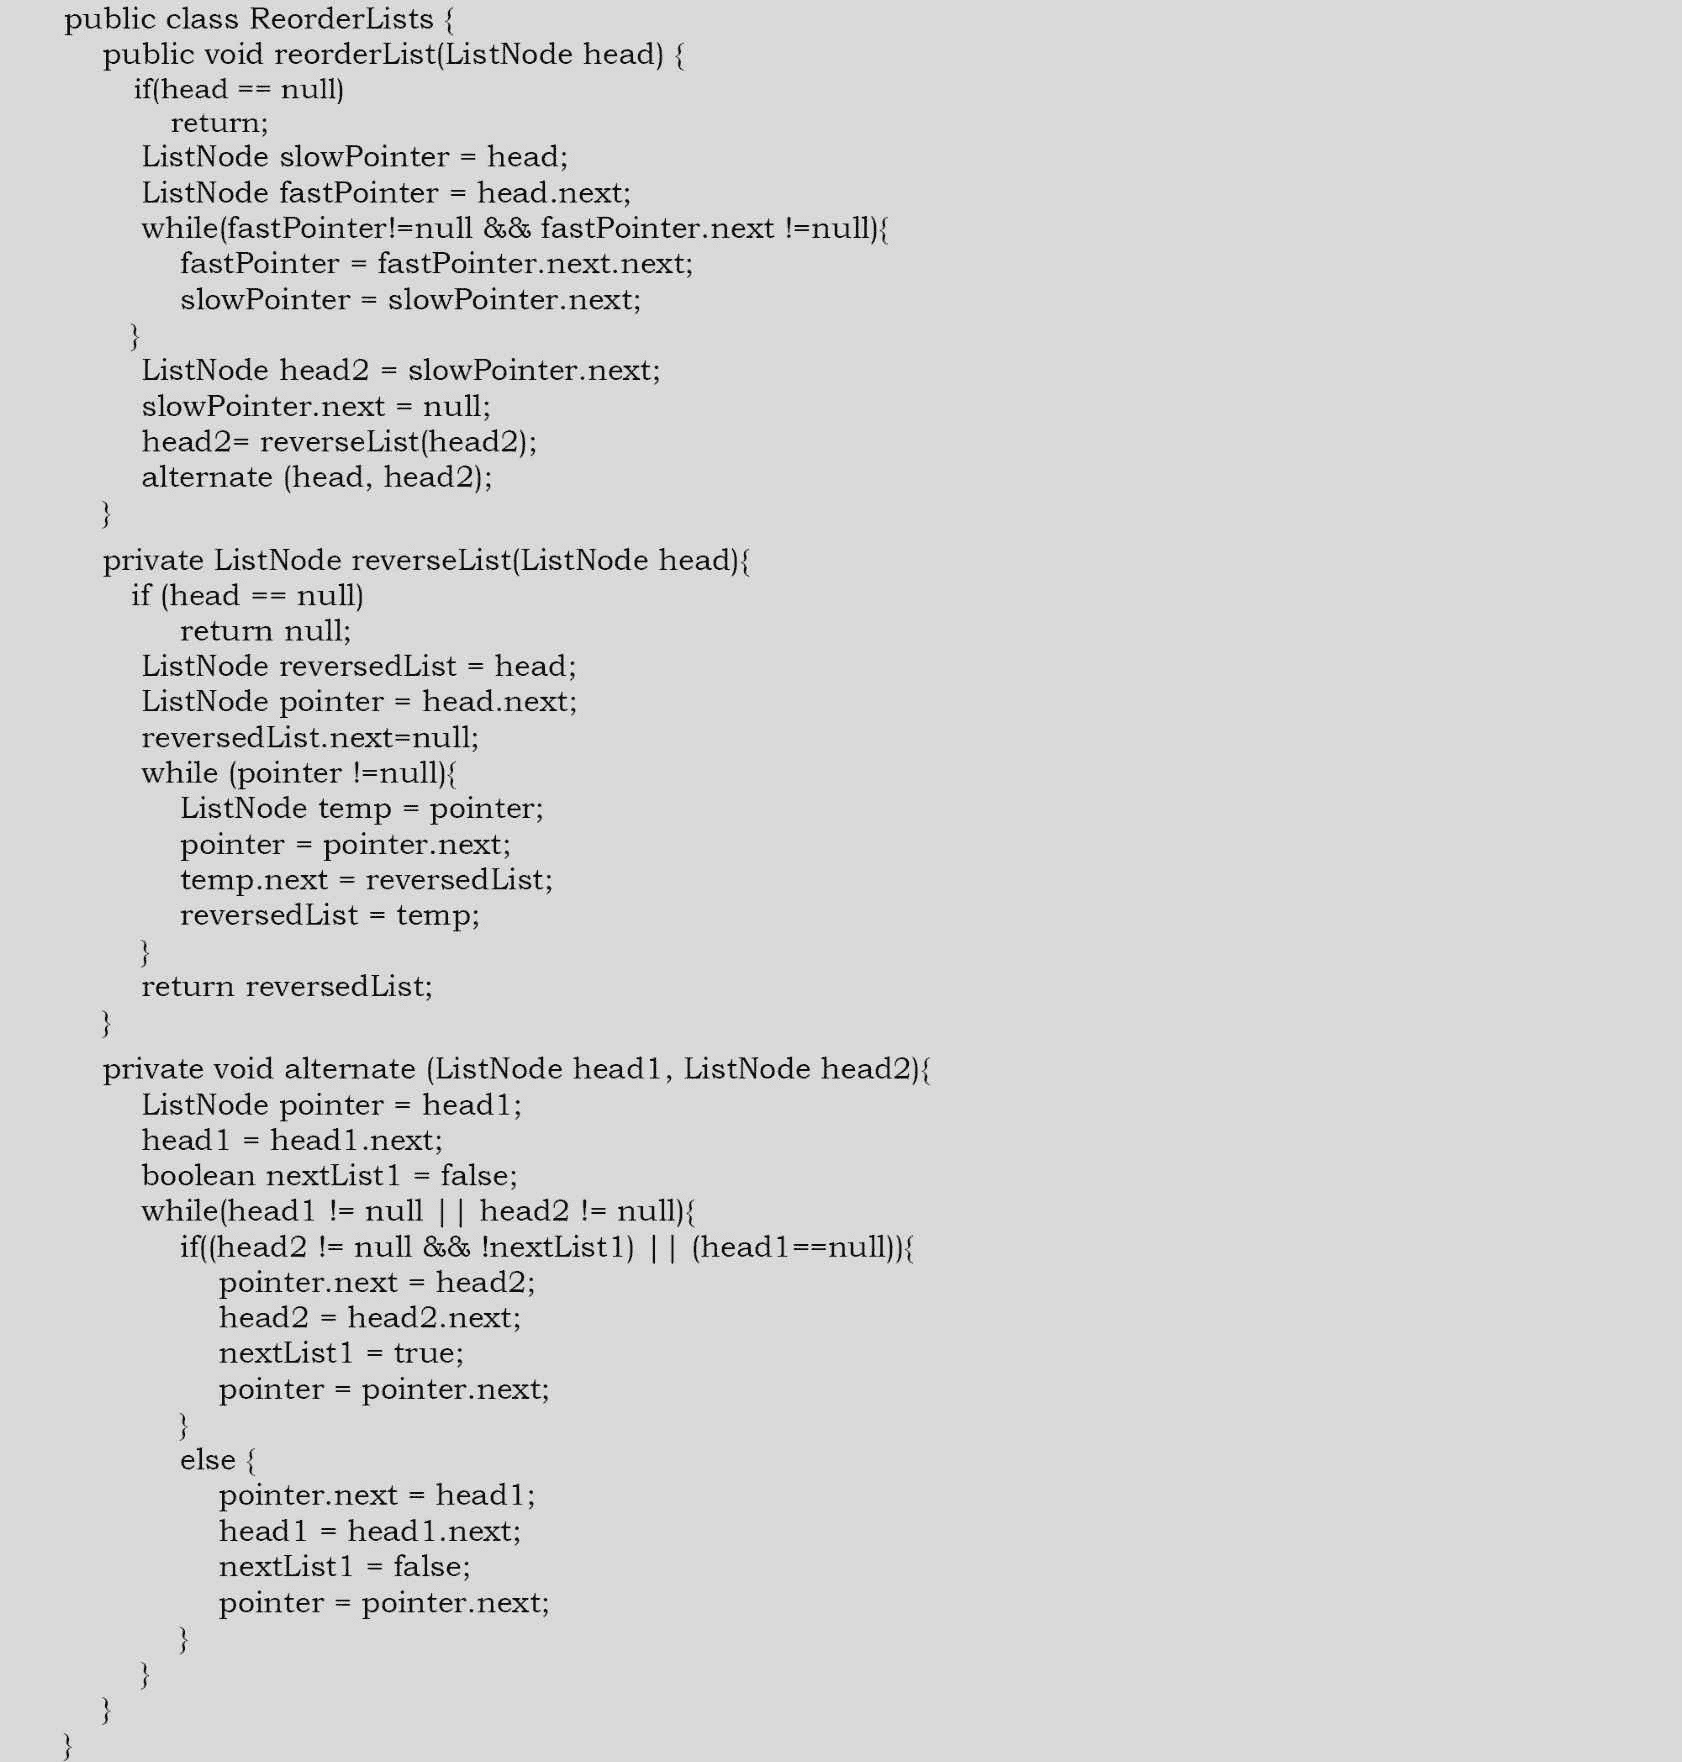 public class ReorderLists {
public void reorderList(ListNode head) {
if(head == null)
return;
ListNode slowPointer = head;
ListNode fastPointer = head.next;
while(fastPointer!=null && fastPointer.next !=null){
fastPointer = fastPointer.next.next;
slowPointer = slowPointer.next;
}
ListNode head2 = slowPointer.next;
slowPointer.next = null;
head2= reverseList(head2);
alternate (head, head2);
}
private ListNode reverseList(ListNode head){
if (head == null)
return null;
ListNode reversedList = head;
ListNode pointer = head.next;
reversedList.next=null;
while (pointer !=null){
ListNode temp = pointer;
pointer = pointer.next;
temp.next = reversedList;
reversedList = temp;
}
return reversedList;
}
private void alternate (ListNode head1, ListNode head2){
ListNode pointer = head1;
head1 = head1.next;
boolean nextList1 = false;
while(head1 != null || head2 != null){
if((head2 != null && !nextList1) || (head1==null)){
pointer.next = head2;
head2 = head2.next;
nextList1 = true;
pointer = pointer.next;
}
else {
pointer.next = head1;
head1 = head1.next;
nextList1 = false;
pointer = pointer.next;
}
}
}
}